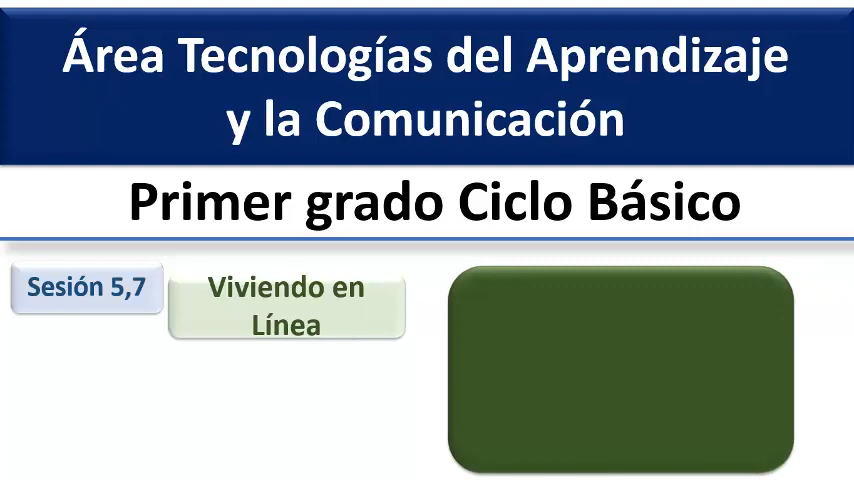 Área Tecnologías del Aprendizaje
y la Comunicación
Primer grado Ciclo Básico
Sesión 5,7
Viviendo en
Línea